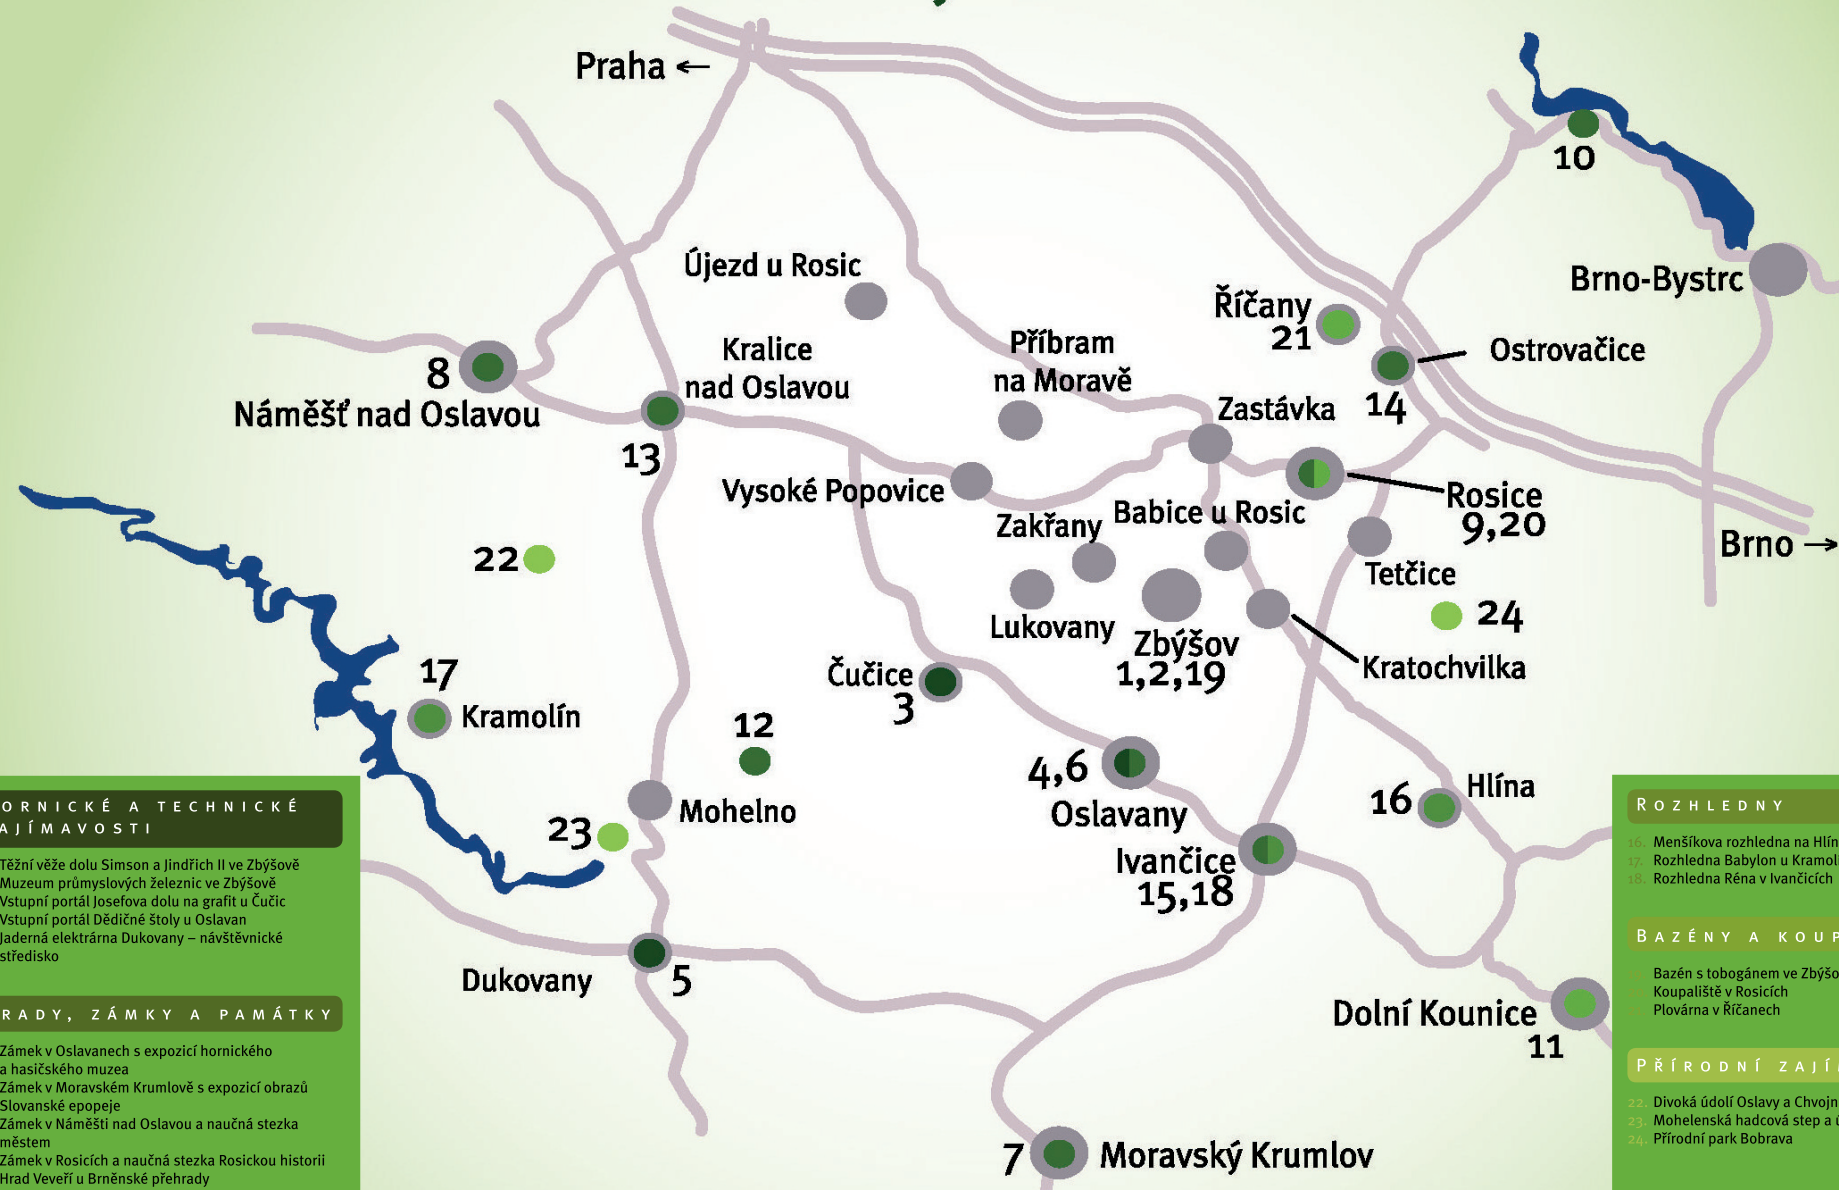 Praha ←
10
Újezd u Rosic
Brno-Bystrc
Říčany
21
Kralice
nad Oslavou
Příbram
na Moravě
Ostrovačice
8
Náměšť nad Oslavou
Zastávka
14
13
Vysoké Popovice
Rosice
9,20
Zakřany
Babice u Rosic
Brno →
22
Tetčice
24
Lukovany
Zbýšov
1,2,19
Kratochvilka
17
Kramolín
Čučice
3
12
4,6
Oslavany
Hlína
16
Mohelno
23
Ivančice
15,18
Dukovany
5
Dolní Kounice
11
7
Moravský Krumlov
ORNICKÉ A TECHNICKÉ
AJÍMAVOSTI
Těžní věže dolu Simson a Jindřich II ve Zbýšově
Muzeum průmyslových železnic ve Zbýšově
Vstupní portál Josefova dolu na grafit u Čučic
Vstupní portál Dědičné štoly u Oslavan
Jaderná elektrárna Dukovany – návštěvnické
středisko
RADY, ZÁMKY A PAMÁTKY
Zámek v Oslavanech s expozicí hornického
a hasičského muzea
Zámek v Moravském Krumlově s expozicí obrazů
Slovanské epopeje
Zámek v Náměšti nad Oslavou a naučná stezka
městem
Zámek v Rosicích a naučná stezka Rosickou historii
Hrad Veveří u Brněnské přehrady
ROZHLEDNY
16. Menšíkova rozhledna na Hlín
17. Rozhledna Babylon u Kramol
18. Rozhledna Réna v Ivančicích
BAZÉNY A KOUP
Bazén s tobogánem ve Zbýšo
Koupaliště v Rosicích
Plovárna v Říčanech
PŘÍRODNÍ ZAJÍ
22. Divoká údolí Oslavy a Chvojn
23. Mohelenská hadcová step a ú
24. Přírodní park Bobrava